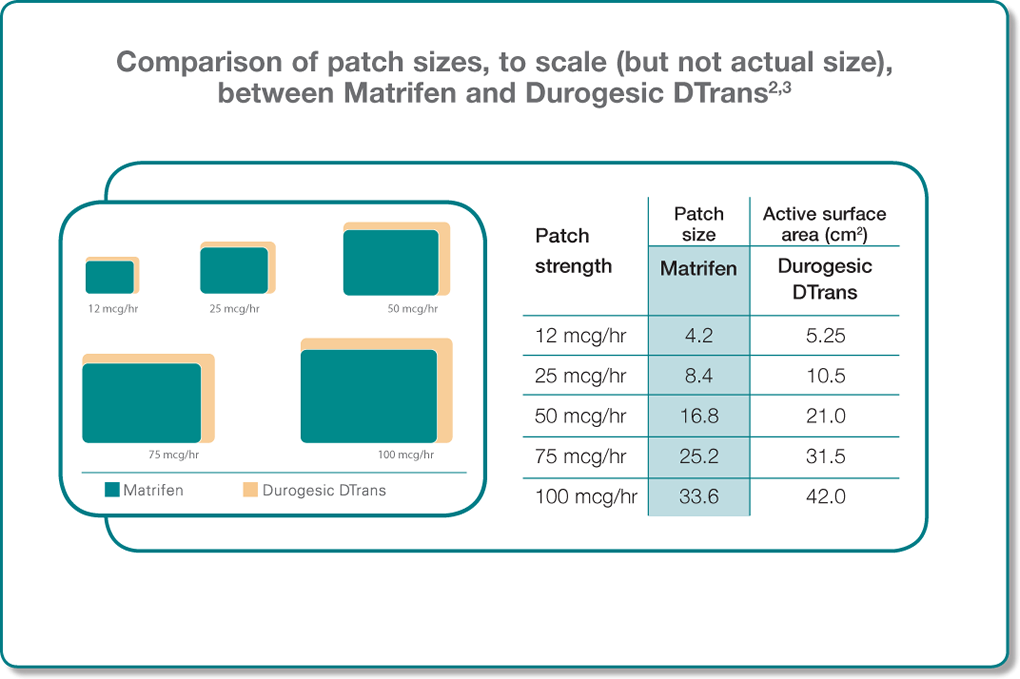 Comparison of patch sizes, to scale (but not actual size),
between Matrifen and Durogesic DTrans2,3
12 mcg/hr
25 mcg/hr
50 mcg/hr
75 mcg/hr
100 mcg/hr
Matrifen
Durogesic DTrans
Patch
strength
Patch
size
Active surface
area (cm2)
Matrifen
Durogesic
DTrans
12 mcg/hr 4.2 5.25
25 mcg/hr 8.4 10.5
50 mcg/hr 16.8 21.0
75 mcg/hr 25.2 31.5
100 mcg/hr 33.6 42.0